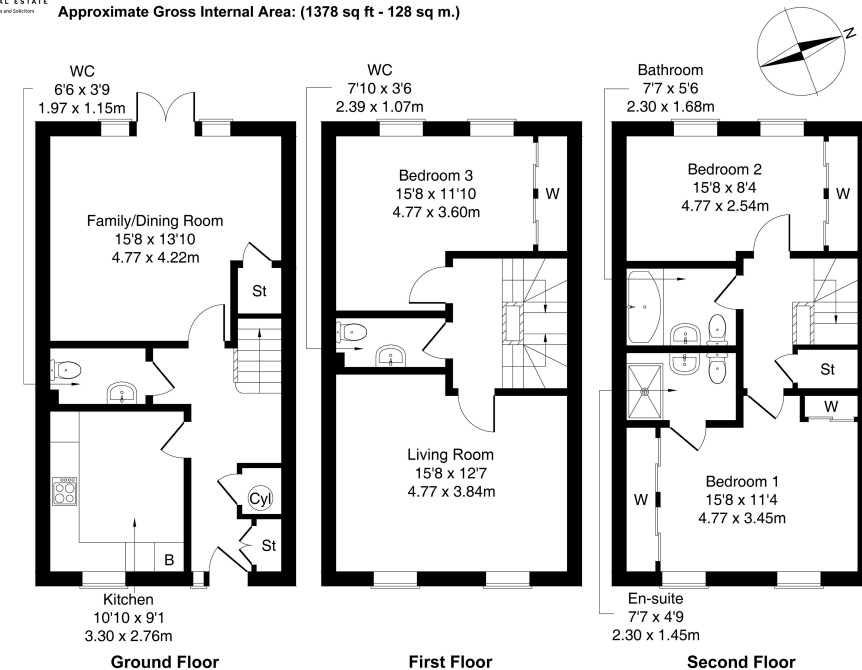 AL ESTATE
s and Solicitors
Approximate Gross Internal Area: (1378 sq ft - 128 sq m.)
N
WC
6'6 x 3'9
1.97 x 1.15m
Family/Dining Room
15'8 x 13'10
4.77 x 4.22m
St
Cyl
St
B
Kitchen
10'10 x 9'1
3.30 x 2.76m
Ground Floor
WC
7'10 x 3'6
2.39 x 1.07m
Bedroom 3
15'8 x 11'10
4.77 x 3.60m
W
Living Room
15'8 x 12'7
4.77 x 3.84m
First Floor
Bathroom
7'7 x 5'6
2.30 x 1.68m
Bedroom 2
15'8 x 8'4
4.77 x 2.54m
W
St
W
W
Bedroom 1
15'8 x 11'4
4.77 x 3.45m
En-suite
7'7 x 4'9
2.30 x 1.45m
Second Floor